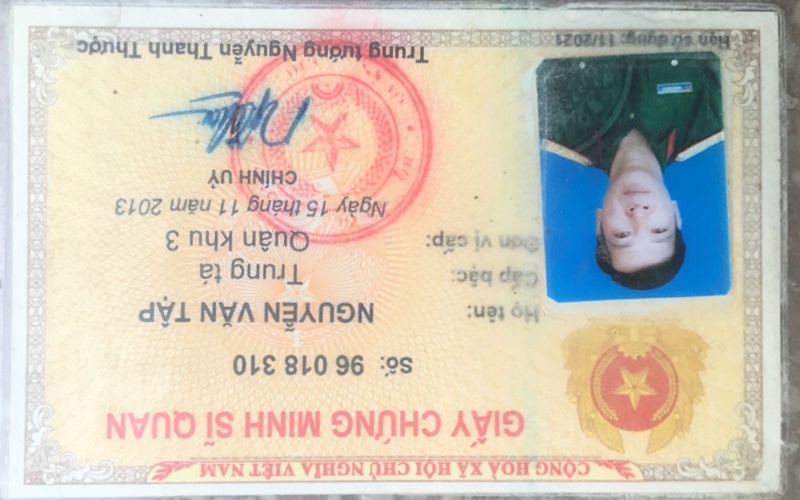 CỘNG HOÀ XÃ HỘI CHỦ NGHĨA VIỆT NAM
GIẤY CHỨNG MINH SĨ QUAN
Số: 96 018 310
Họ tên: NGUYỄN VĂN TẬP
Cấp bậc: Trung tá
Đơn vị cấp: Quân khu 3
Ngày 15 tháng 11 năm 2013
CHÍNH UỶ
Trung tướng Nguyễn Thanh Thược
Hạn sử dụng: 11/2021